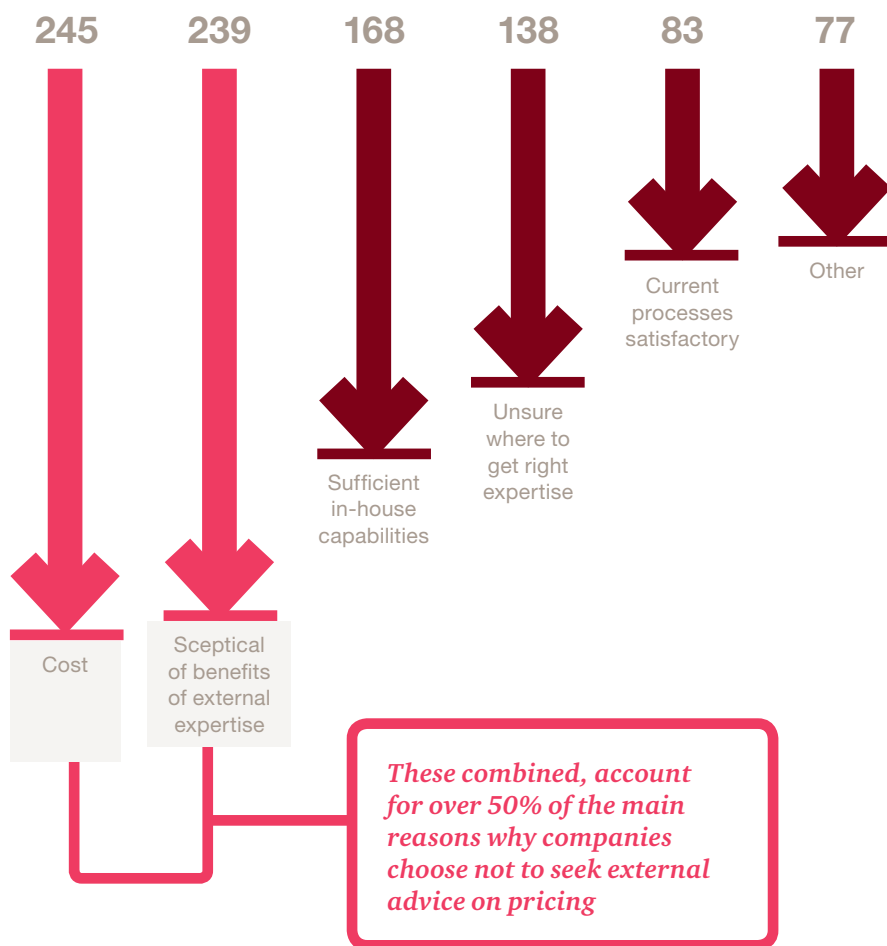 245 239 168 138 83 77
Other
Current
processes
satisfactory
Unsure
where to
get right
expertise
Sufficient
in-house
capabilities
Cost
Sceptical
of benefits
of external
expertise
These combined, account
for over 50% of the main
reasons why companies
choose not to seek external
advice on pricing